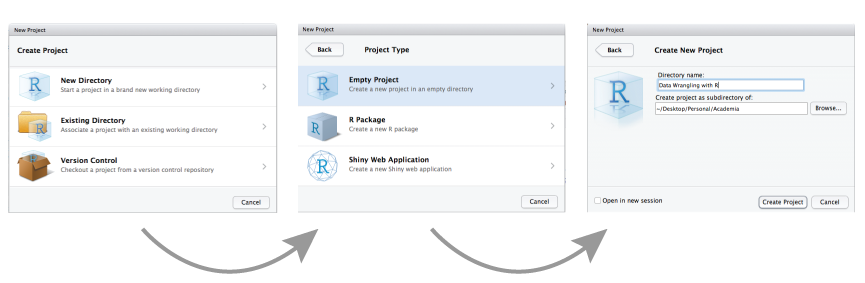 New Project
Create Project
R
New Directory
Start a project in a brand new working directory
R
Existing Directory
Associate a project with an existing working directory
R
Version Control
Checkout a project from a version control repository
Cancel
New Project
Back
Project Type
R
Empty Project
Create a new project in an empty directory
R
R Package
Create a new R package
R
Shiny Web Application
Create a new Shiny web application
Cancel
New Project
Back
Create New Project
R
Directory name:
Data Wrangling with R
Create project as subdirectory of:
~/Desktop/Personal/Academia
Browse...
Open in new session
Create Project
Cancel